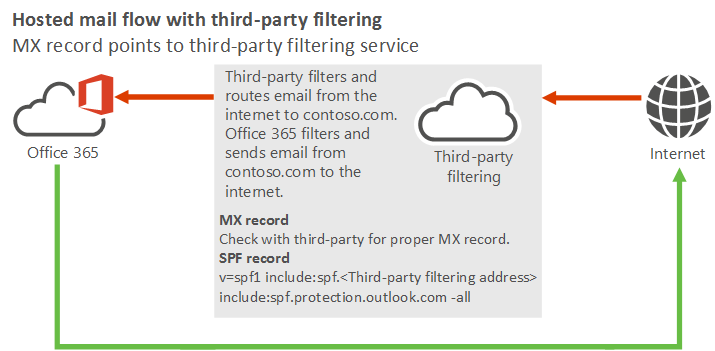 Hosted mail flow with third-party filtering
MX record points to third-party filtering service
Third-party filters and
routes email from the
internet to contoso.com.
Office 365 filters and
sends email from
contoso.com to the
internet.
Office 365
Third-party
filtering
Internet
MX record
Check with third-party for proper MX record.
SPF record
v=spf1 include:spf.<Third-party filtering address>
include:spf.protection.outlook.com -all